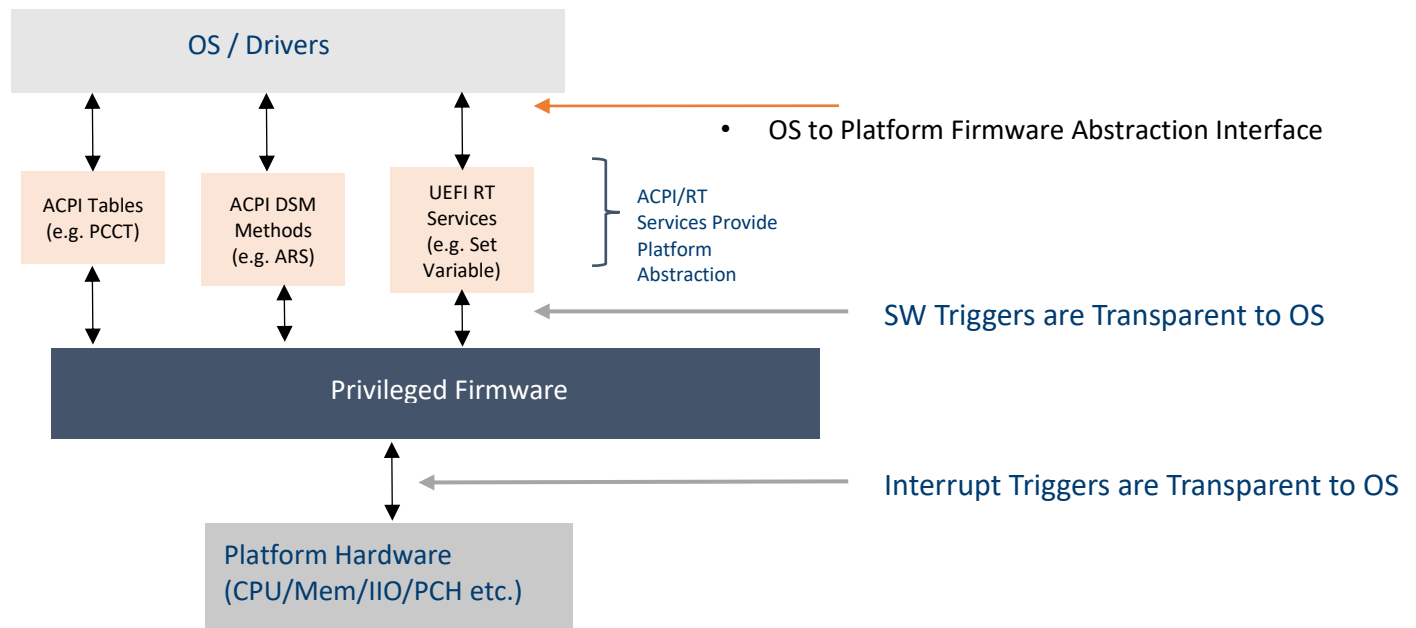 OS / Drivers
• OS to Platform Firmware Abstraction Interface
ACPI Tables
(e.g. PCCT)
ACPI DSM
Methods
(e.g. ARS)
UEFI RT
Services
(e.g. Set
Variable)
ACPI/RT
Services Provide
Platform
Abstraction
SW Triggers are Transparent to OS
Privileged Firmware
Interrupt Triggers are Transparent to OS
Platform Hardware
(CPU/Mem/IIO/PCH etc.)